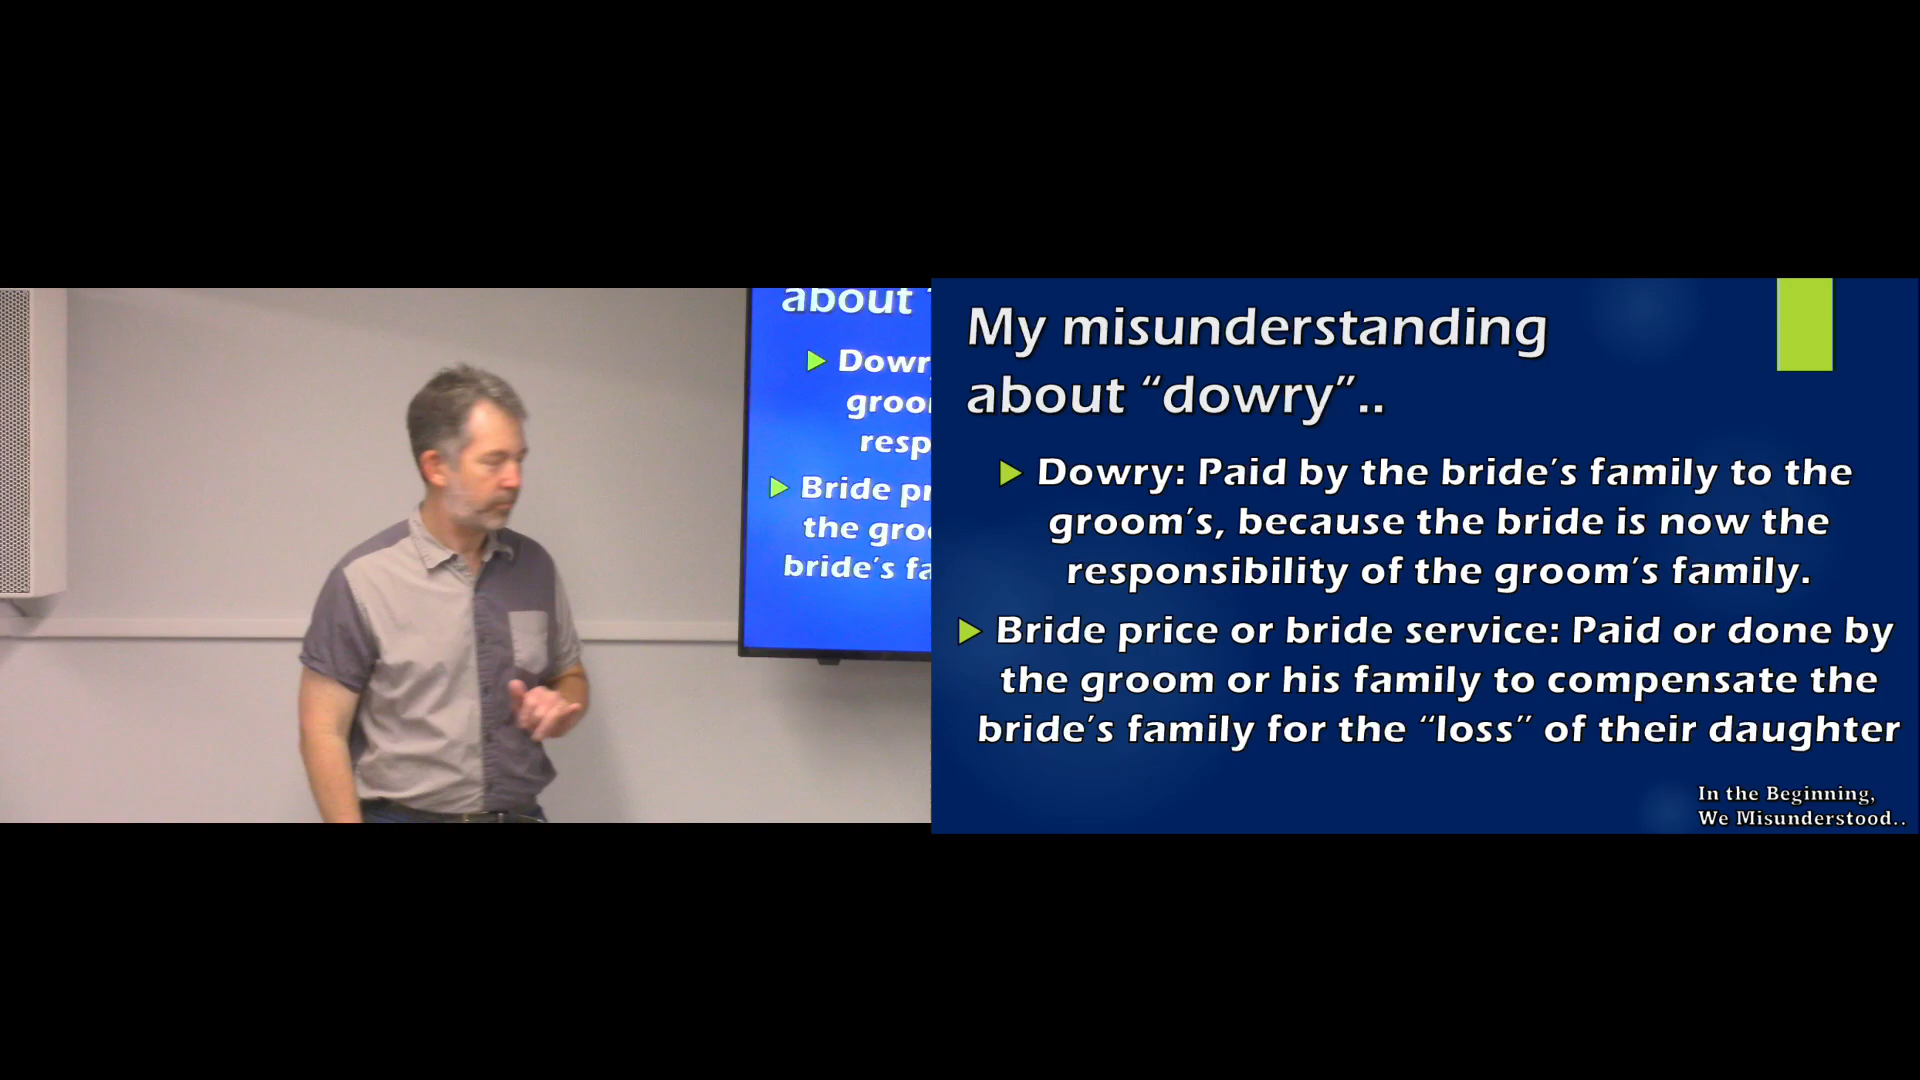 about
Dowr
groo
resp
Bride pr
the gro
bride's fa
My misunderstanding
about “dowry”..
Dowry: Paid by the bride’s family to the
groom’s, because the bride is now the
responsibility of the groom’s family.
Bride price or bride service: Paid or done by
the groom or his family to compensate the
bride’s family for the “loss” of their daughter
In the Beginning,
We Misunderstood..